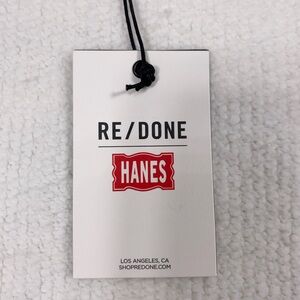 RE/DONE
HANES
LOS ANGELES, CA
SHOPREDONE.COM